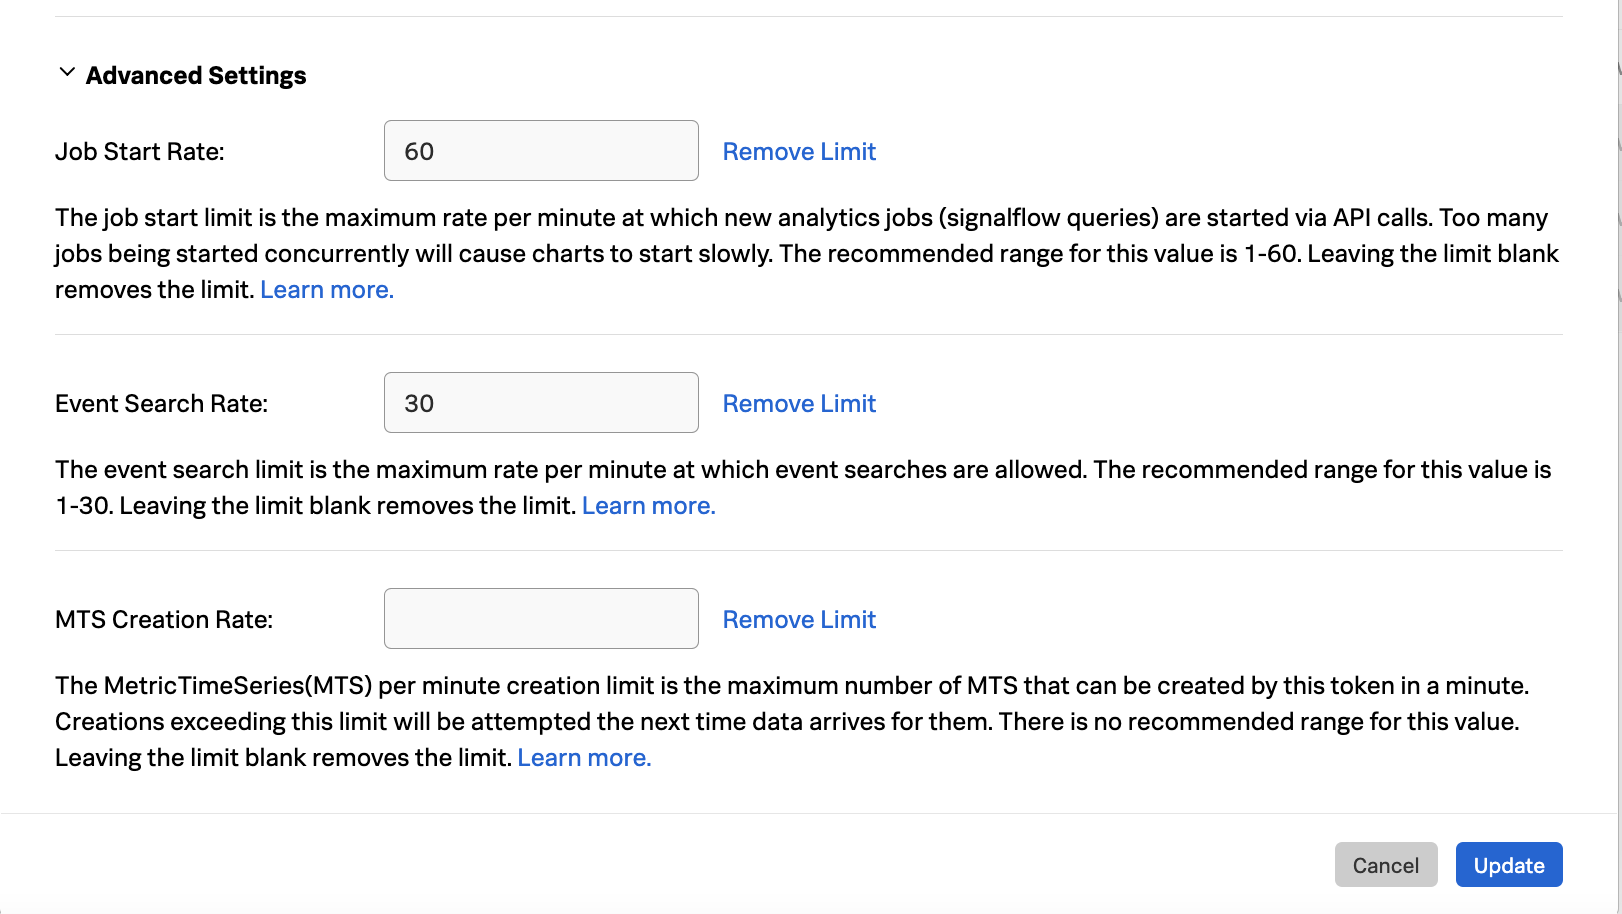 Advanced Settings
Job Start Rate:
60
Remove Limit
The job start limit is the maximum rate per minute at which new analytics jobs (signalflow queries) are started via API calls. Too many
jobs being started concurrently will cause charts to start slowly. The recommended range for this value is 1-60. Leaving the limit blank
removes the limit. Learn more.
Event Search Rate:
30
Remove Limit
The event search limit is the maximum rate per minute at which event searches are allowed. The recommended range for this value is
1-30. Leaving the limit blank removes the limit. Learn more.
MTS Creation Rate:
Remove Limit
The MetricTimeSeries(MTS) per minute creation limit is the maximum number of MTS that can be created by this token in a minute.
Creations exceeding this limit will be attempted the next time data arrives for them. There is no recommended range for this value.
Leaving the limit blank removes the limit. Learn more.
Cancel
Update